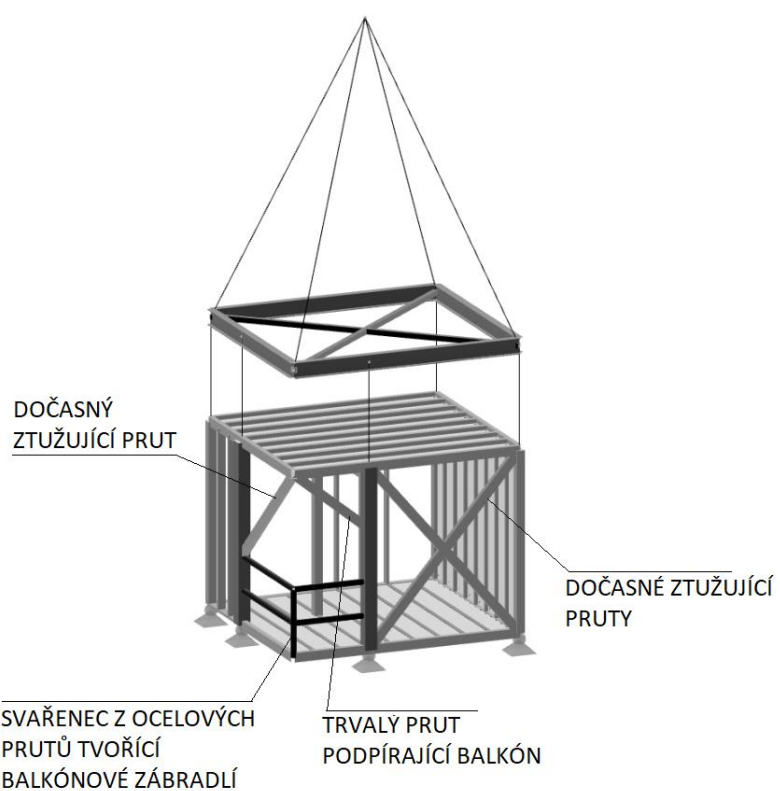 DOČASNÝ
ZTUŽUJÍCÍ PRUT
DOČASNÉ ZTUŽUJÍCÍ
PRUTY
SVAŘENEC Z OCELOVÝCH
PRUTŮ TVOŘÍCÍ
BALKÓNOVÉ ZÁBRADLÍ
TRVALÝ PRUT
PODPÍRAJÍCÍ BALKÓN